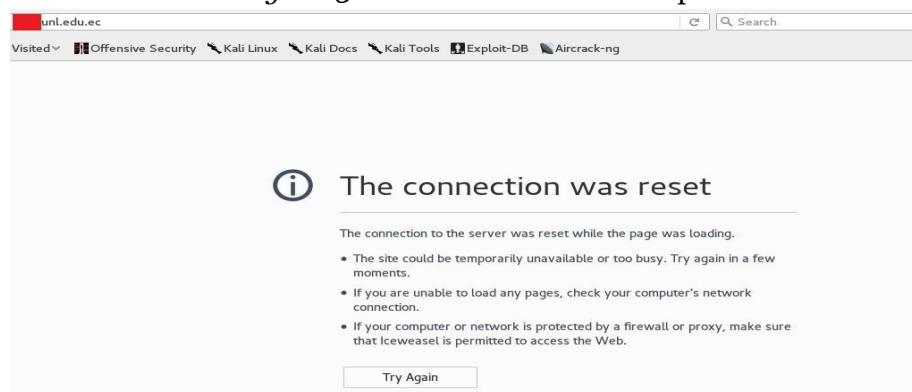 unl.edu.ec
Search
Visited Offensive Security Kali Linux Kali Docs Kali Tools Exploit-DB Aircrack-ng
The connection was reset
The connection to the server was reset while the page was loading.
• The site could be temporarily unavailable or too busy. Try again in a few
moments.
• If you are unable to load any pages, check your computer's network
connection.
• If your computer or network is protected by a firewall or proxy, make sure
that Iceweasel is permitted to access the Web.
Try Again